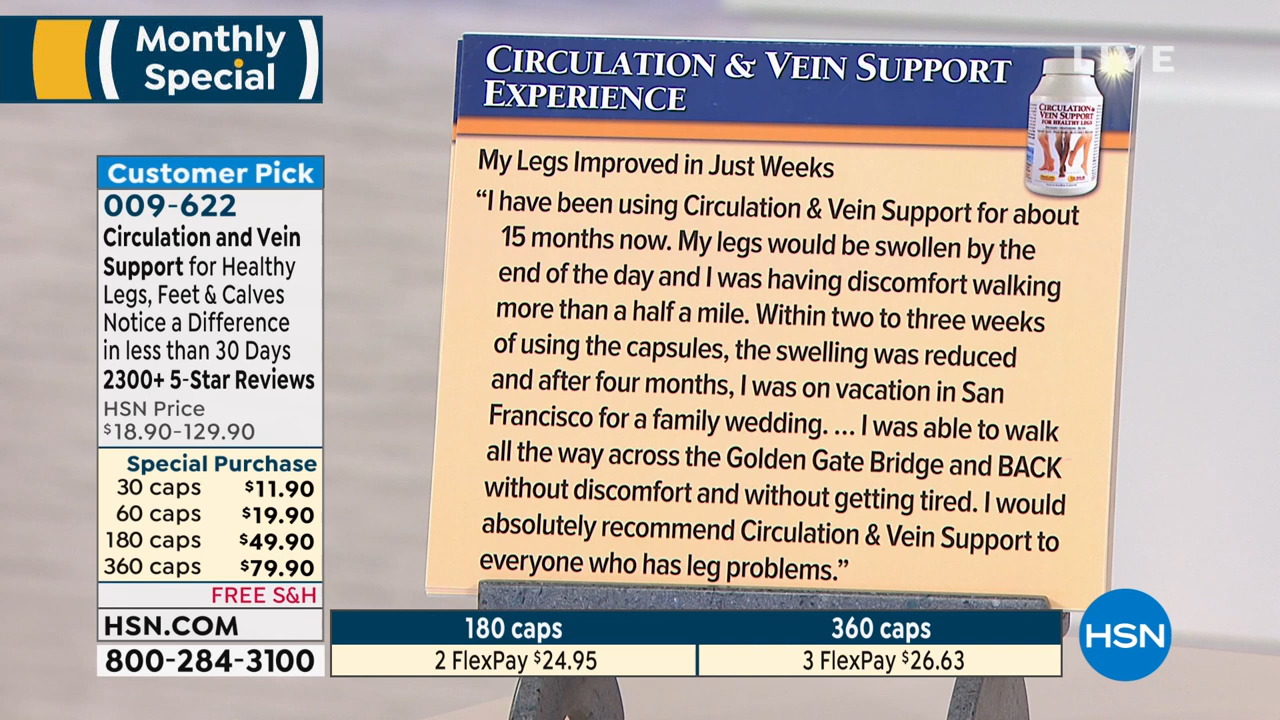 Monthly
Special
LIVE
CIRCULATION & VEIN SUPPORT
EXPERIENCE
CIRCULATION &
VEIN SUPPORT
FOR HEALTHY LEGS
My Legs Improved in Just Weeks
“I have been using Circulation & Vein Support for about
15 months now. My legs would be swollen by the
end of the day and I was having discomfort walking
more than a half a mile. Within two to three weeks
of using the capsules, the swelling was reduced
and after four months, I was on vacation in San
Francisco for a family wedding. ... I was able to walk
all the way across the Golden Gate Bridge and BACK
without discomfort and without getting tired. I would
absolutely recommend Circulation & Vein Support to
everyone who has leg problems.”
Customer Pick
009-622
Circulation and Vein
Support for Healthy
Legs, Feet & Calves
Notice a Difference
in less than 30 Days
2300+ 5-Star Reviews
HSN Price
$18.90-129.90
Special Purchase
30 caps $11.90
60 caps $19.90
180 caps $49.90
360 caps $79.90
FREE S&H
HSN.COM
800-284-3100
180 caps 360 caps
2 FlexPay $24.95 3 FlexPay $26.63
HSN